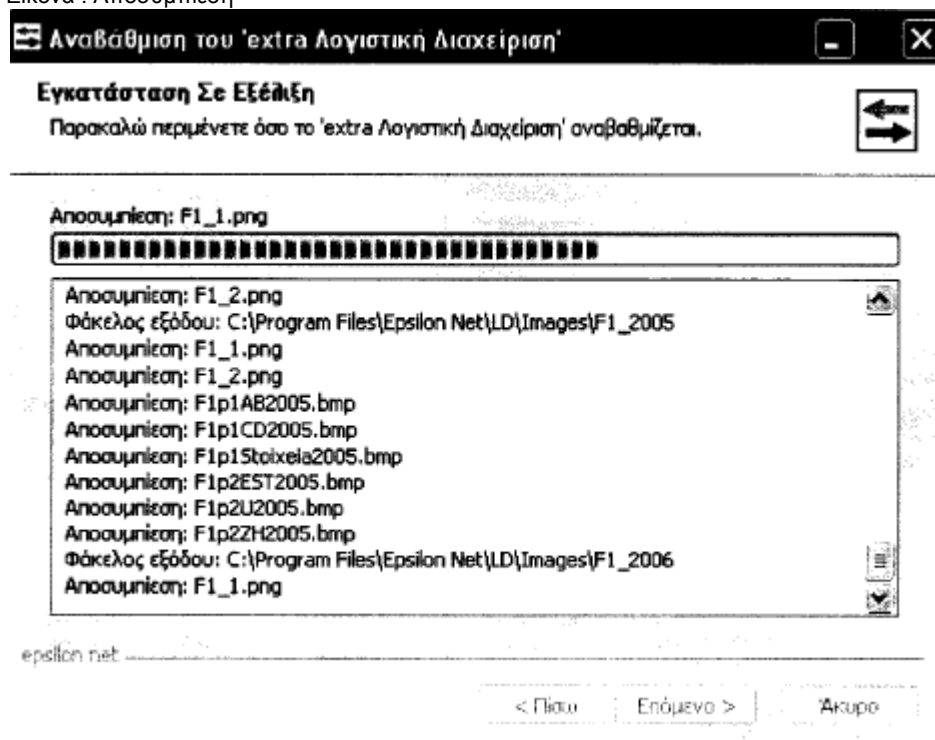 Εικόνα : Αποσυμπίεση
Αναβάθμιση του 'extra Λογιστική Διαχείριση'
Εγκατάσταση Σε Εξέλιξη
Παρακαλώ περιμένετε όσο το 'extra Λογιστική Διαχείριση' αναβαθμίζεται.
Αποσυμπίεση: F1_1.png
Αποσυμπίεση: F1_2.png
Φάκελος εξόδου: C:\Program Files\Epsilon Net\LD\Images\F1_2005
Αποσυμπίεση: F1_1.png
Αποσυμπίεση: F1_2.png
Αποσυμπίεση: F1p1AB2005.bmp
Αποσυμπίεση: F1p1CD2005.bmp
Αποσυμπίεση: F1p1Stoixeia2005.bmp
Αποσυμπίεση: F1p2EST2005.bmp
Αποσυμπίεση: F1p2U2005.bmp
Αποσυμπίεση: F1p2ZH2005.bmp
Φάκελος εξόδου: C:\Program Files\Epsilon Net\LD\Images\F1_2006
Αποσυμπίεση: F1_1.png
epsilon net
< Πίσω Επόμενο > Άκυρο